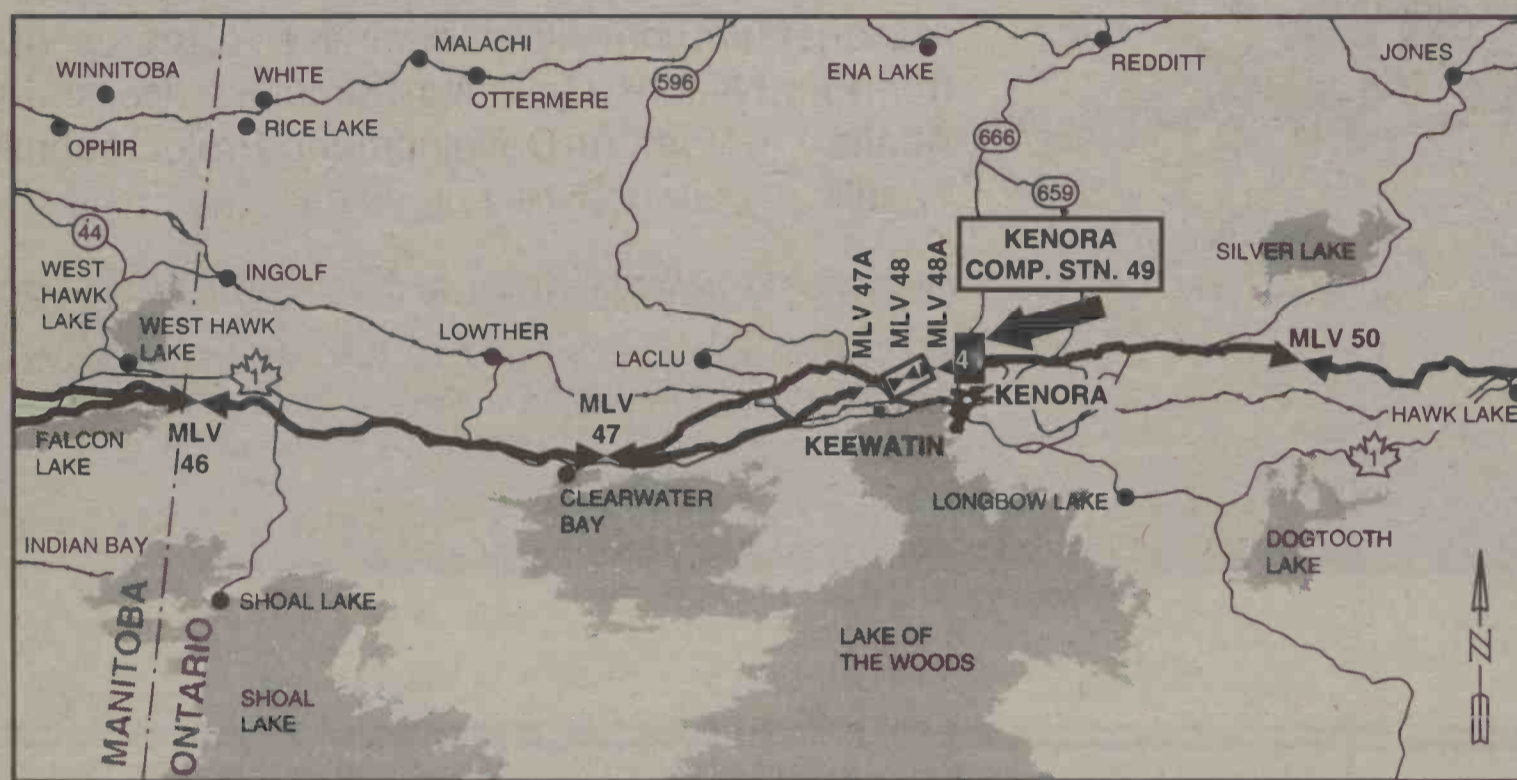 MALACHI
JONES
WINNITOBA
WHITE
ENA LAKE
REDDITT
596
OTTERMERE
OPHIR
RICE LAKE
666
659
44
KENORA
COMP. STN. 49
SILVER LAKE
WEST
HAWK
LAKE
INGOLF
MLV 47A
MLV 48
MLV 48A
WEST HAWK
LAKE
LOWTHER
LACLU
MLV 50
1
4
MLV
47
KENORA
HAWK LAKE
FALCON
LAKE
MLV
46
KEEWATIN
1
CLEARWATER
BAY
LONGBOW LAKE
INDIAN BAY
DOGTOOTH
LAKE
SHOAL LAKE
MANITOBA
ONTARIO
LAKE OF
THE WOODS
SHOAL
LAKE
N